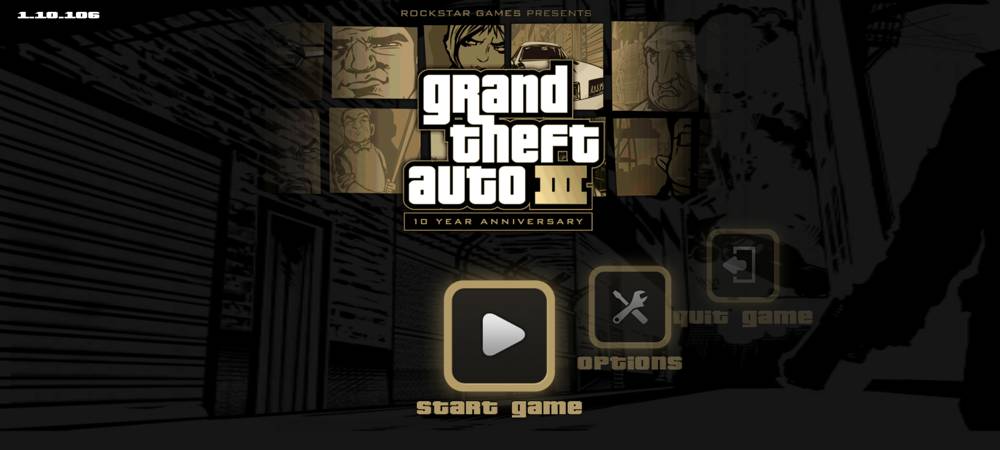 1.10.106
ROCKSTAR GAMES PRESENTS
grand
theft
auto III
10 YEAR ANNIVERSARY
quit game
options
start game